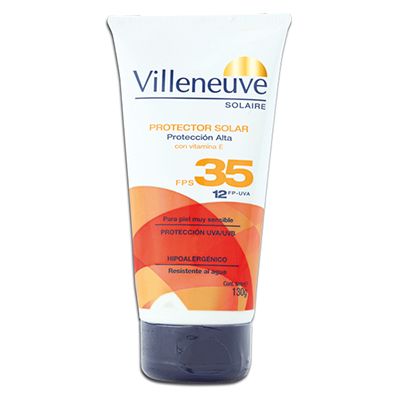 Villeneuve
SOLAIRE
PROTECTOR SOLAR
Protección Alta
con vitamina E
FPS 35
12 FP-UVA
Para piel muy sensible
PROTECCIÓN UVA/UVB.
HIPOALERGÉNICO
Resistente al agua
Cont.
130g